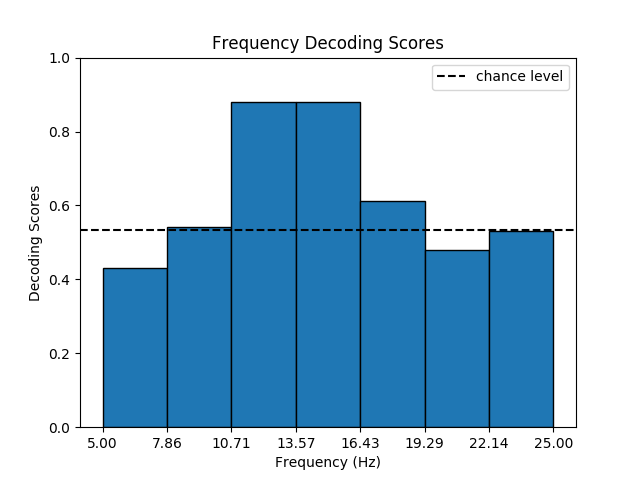 Frequency Decoding Scores
chance level
1.0
0.8
0.6
0.4
0.2
0.0
Decoding Scores
5.00 7.86 10.71 13.57 16.43 19.29 22.14 25.00
Frequency (Hz)